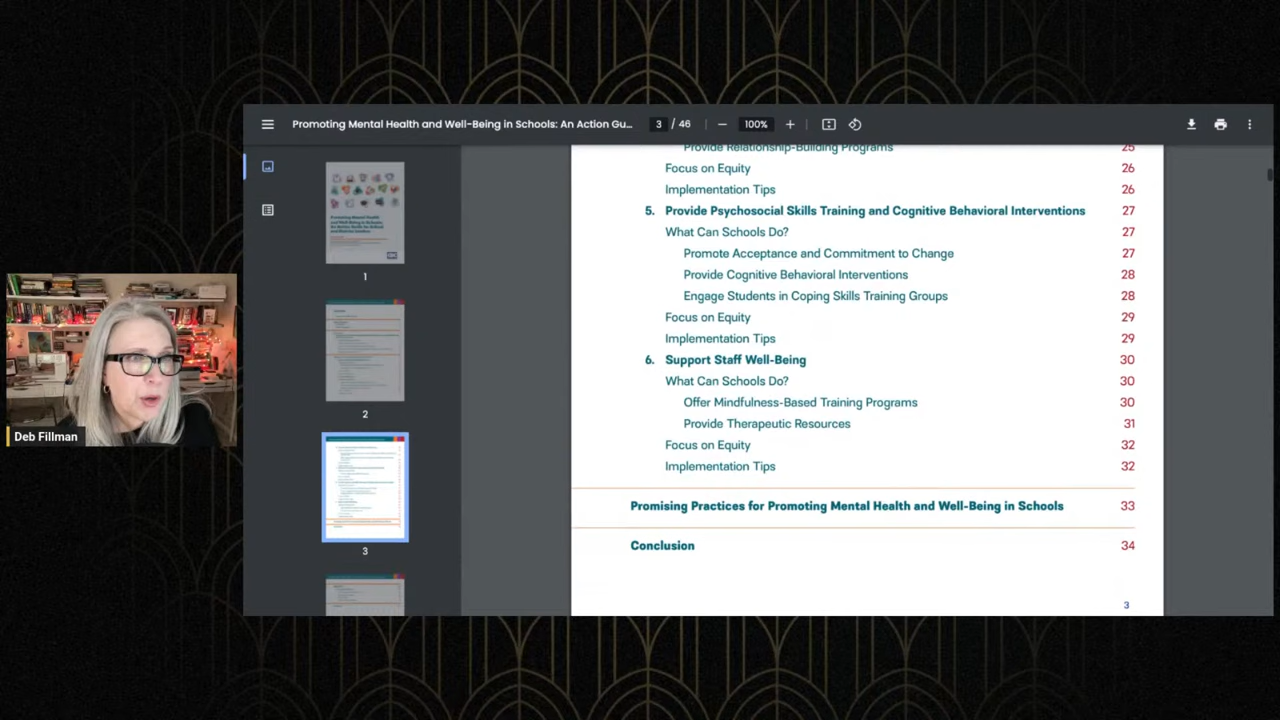 Promoting Mental Health and Well-Being in Schools: An Action Gu...
3 / 46
100%
1
2
3
Deb Fillman
Provide Relationship-Building Programs 25
Focus on Equity 26
Implementation Tips 26
5. Provide Psychosocial Skills Training and Cognitive Behavioral Interventions 27
What Can Schools Do? 27
Promote Acceptance and Commitment to Change 27
Provide Cognitive Behavioral Interventions 28
Engage Students in Coping Skills Training Groups 28
Focus on Equity 29
Implementation Tips 29
6. Support Staff Well-Being 30
What Can Schools Do? 30
Offer Mindfulness-Based Training Programs 30
Provide Therapeutic Resources 31
Focus on Equity 32
Implementation Tips 32
Promising Practices for Promoting Mental Health and Well-Being in Schools 33
Conclusion 34
3